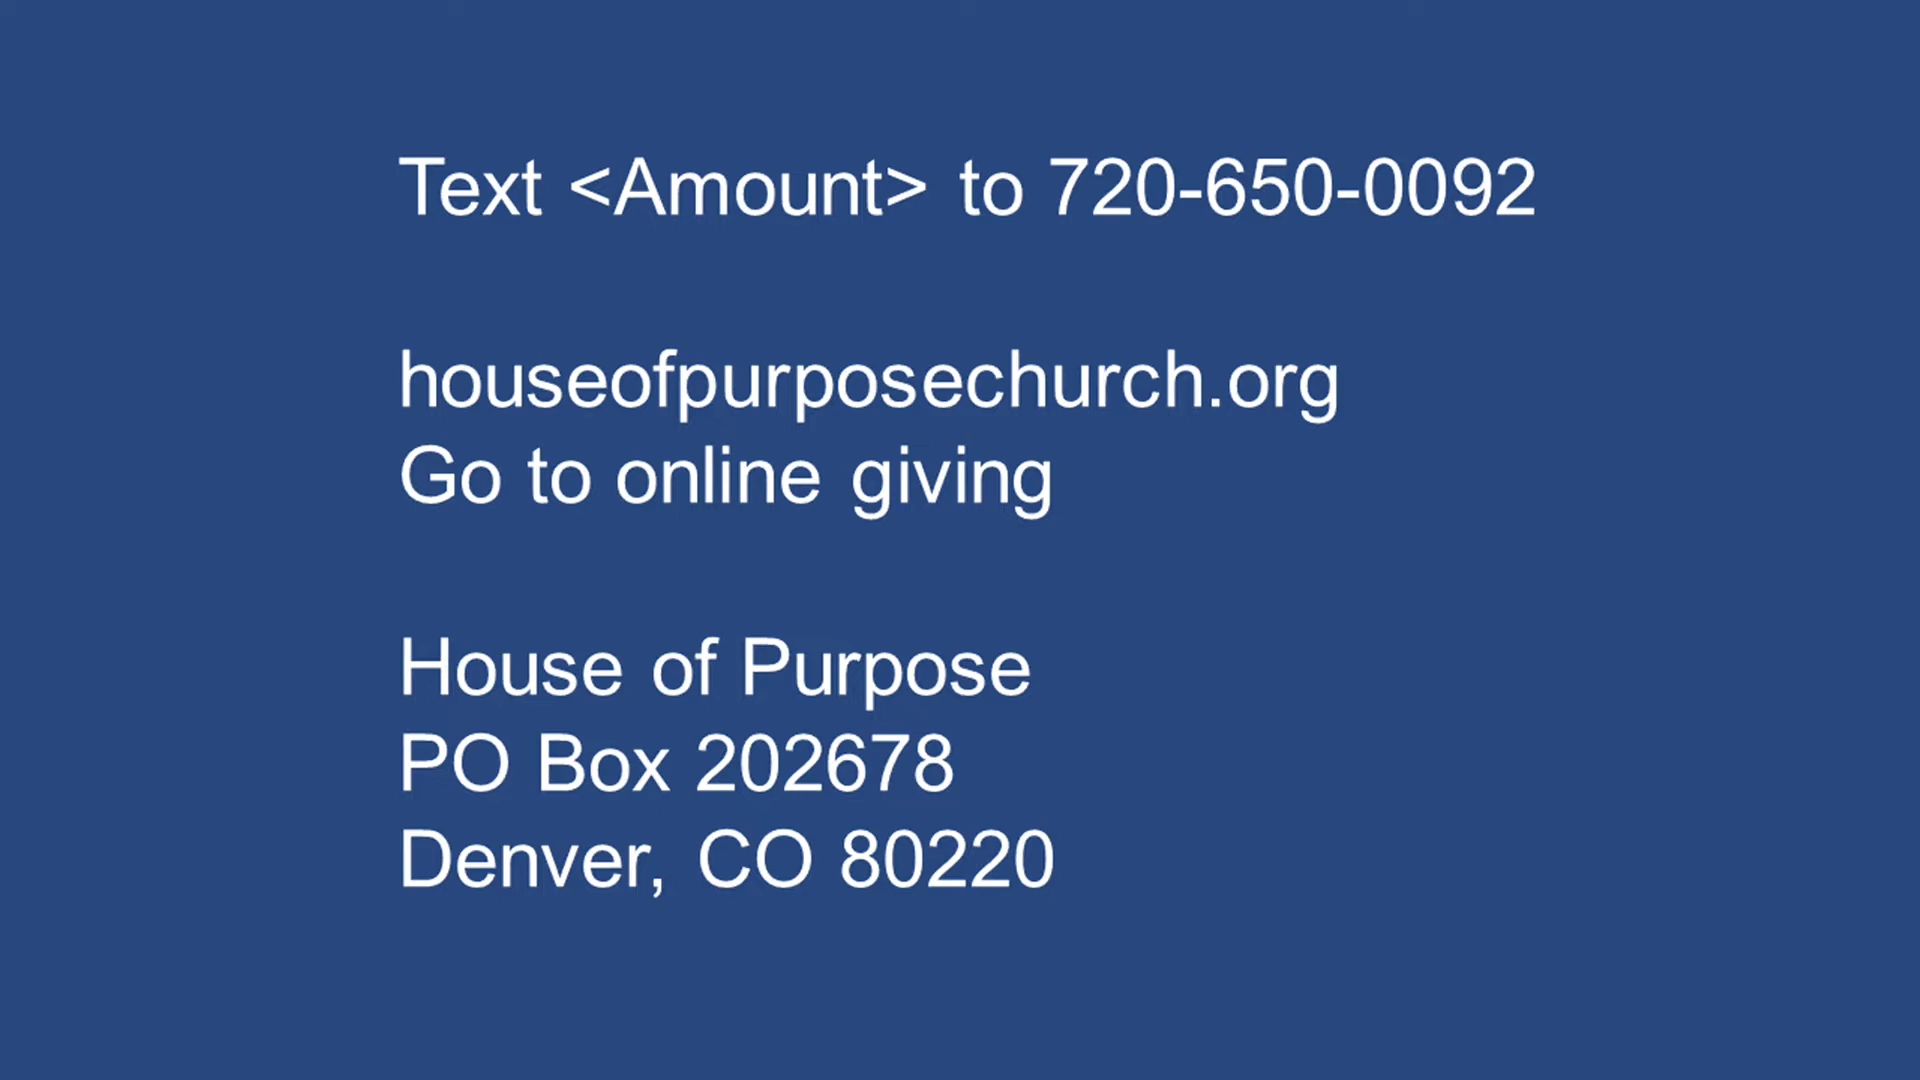 Text <Amount> to 720-650-0092
houseofpurposechurch.org
Go to online giving
House of Purpose
PO Box 202678
Denver, CO 80220